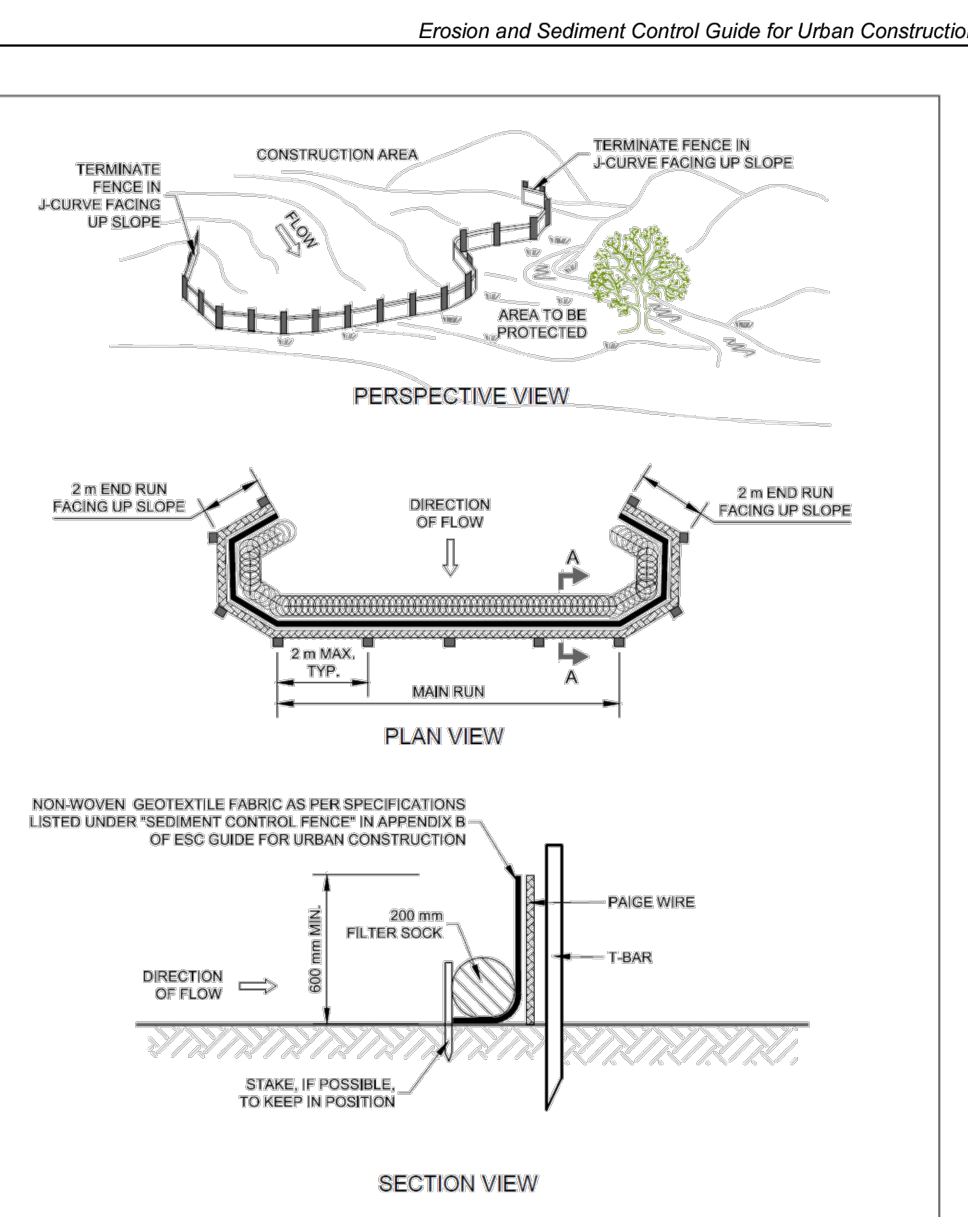 Erosion and Sediment Control Guide for Urban Construction
TERMINATE
FENCE IN
J-CURVE FACING
UP SLOPE
CONSTRUCTION AREA
TERMINATE FENCE IN
J-CURVE FACING UP SLOPE
FLOW
AREA TO BE
PROTECTED
PERSPECTIVE VIEW
2 m END RUN
FACING UP SLOPE
DIRECTION
OF FLOW
2 m END RUN
FACING UP SLOPE
A
2 m MAX.
TYP.
A
MAIN RUN
PLAN VIEW
NON-WOVEN GEOTEXTILE FABRIC AS PER SPECIFICATIONS
LISTED UNDER "SEDIMENT CONTROL FENCE" IN APPENDIX B
OF ESC GUIDE FOR URBAN CONSTRUCTION
600 mm MIN.
200 mm
FILTER SOCK
PAIGE WIRE
T-BAR
DIRECTION
OF FLOW
STAKE, IF POSSIBLE,
TO KEEP IN POSITION
SECTION VIEW